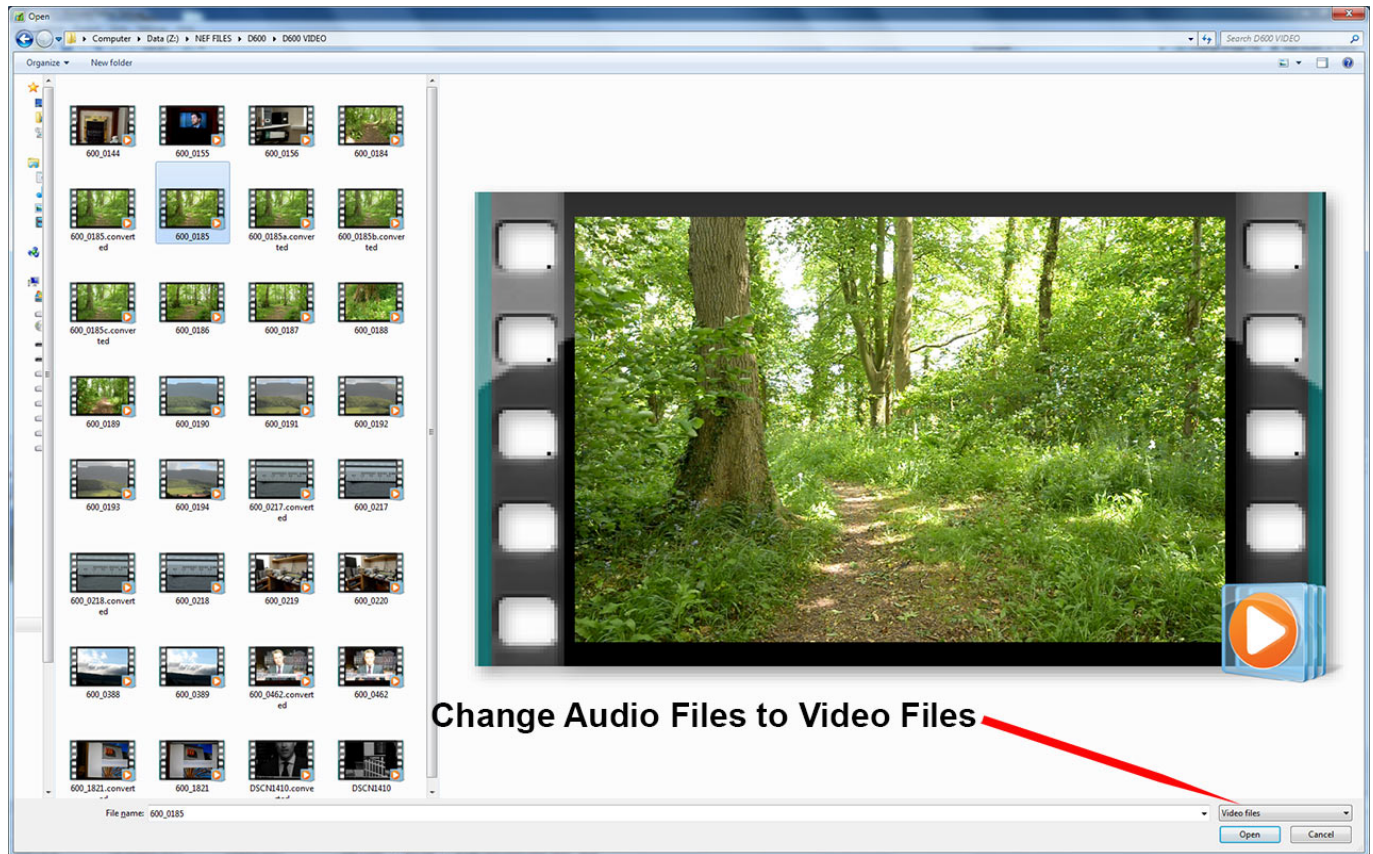 Open
Computer ▸ Data (Z:) ▸ NEF FILES ▸ D600 ▸ D600 VIDEO
Search D600 VIDEO
Organize
New folder
600_0144
600_0155
600_0156
600_0184
600_0185.convert
ed
600_0185
600_0185a.conver
ted
600_0185b.conver
ted
600_0185c.conver
ted
600_0186
600_0187
600_0188
600_0189
600_0190
600_0191
600_0192
600_0193
600_0194
600_0217.convert
ed
600_0217
600_0218.convert
ed
600_0218
600_0219
600_0220
600_0388
600_0389
600_0462.convert
ed
600_0462
Change Audio Files to Video Files
600_1821.convert
600_1821
DSCN1410.conve
DSCN1410
File name: 600_0185
Video files
Open
Cancel